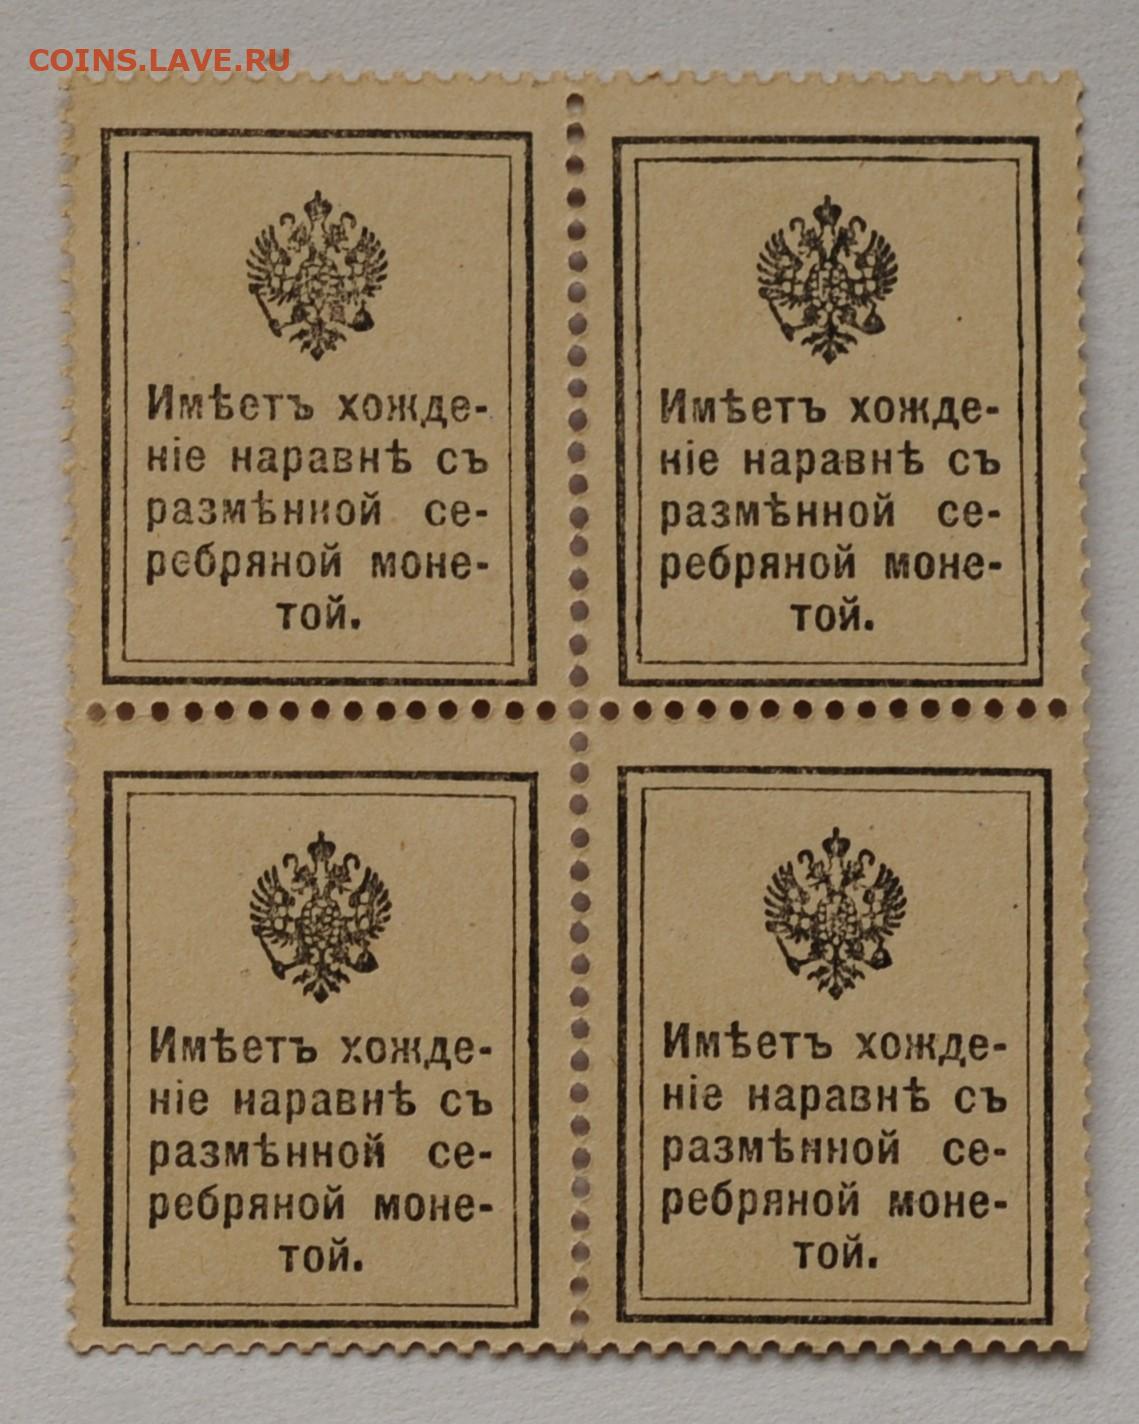 COINS.LAVE.RU
Имѣетъ хожде-
ніе наравнѣ съ
размѣнной се-
ребряной моне-
той.
Имѣетъ хожде-
ніе наравнѣ съ
размѣнной се-
ребряной моне-
той.
Имѣетъ хожде-
ніе наравнѣ съ
размѣнной се-
ребряной моне-
той.
Имѣетъ хожде-
ніе наравнѣ съ
размѣнной се-
ребряной моне-
той.